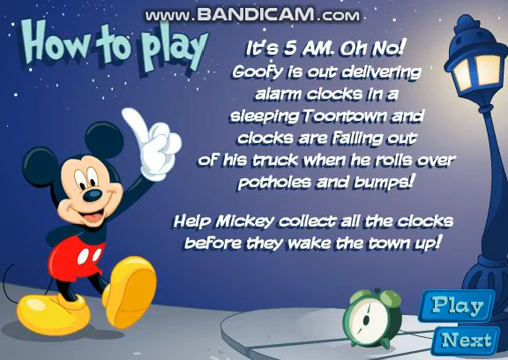 www.BANDICAM.com
How to play
It's 5 AM. Oh No!
Goofy is out delivering
alarm clocks in a
sleeping Toontown and
clocks are falling out
of his truck when he rolls over
potholes and bumps!
Help Mickey collect all the clocks
before they wake the town up!
Play
Next